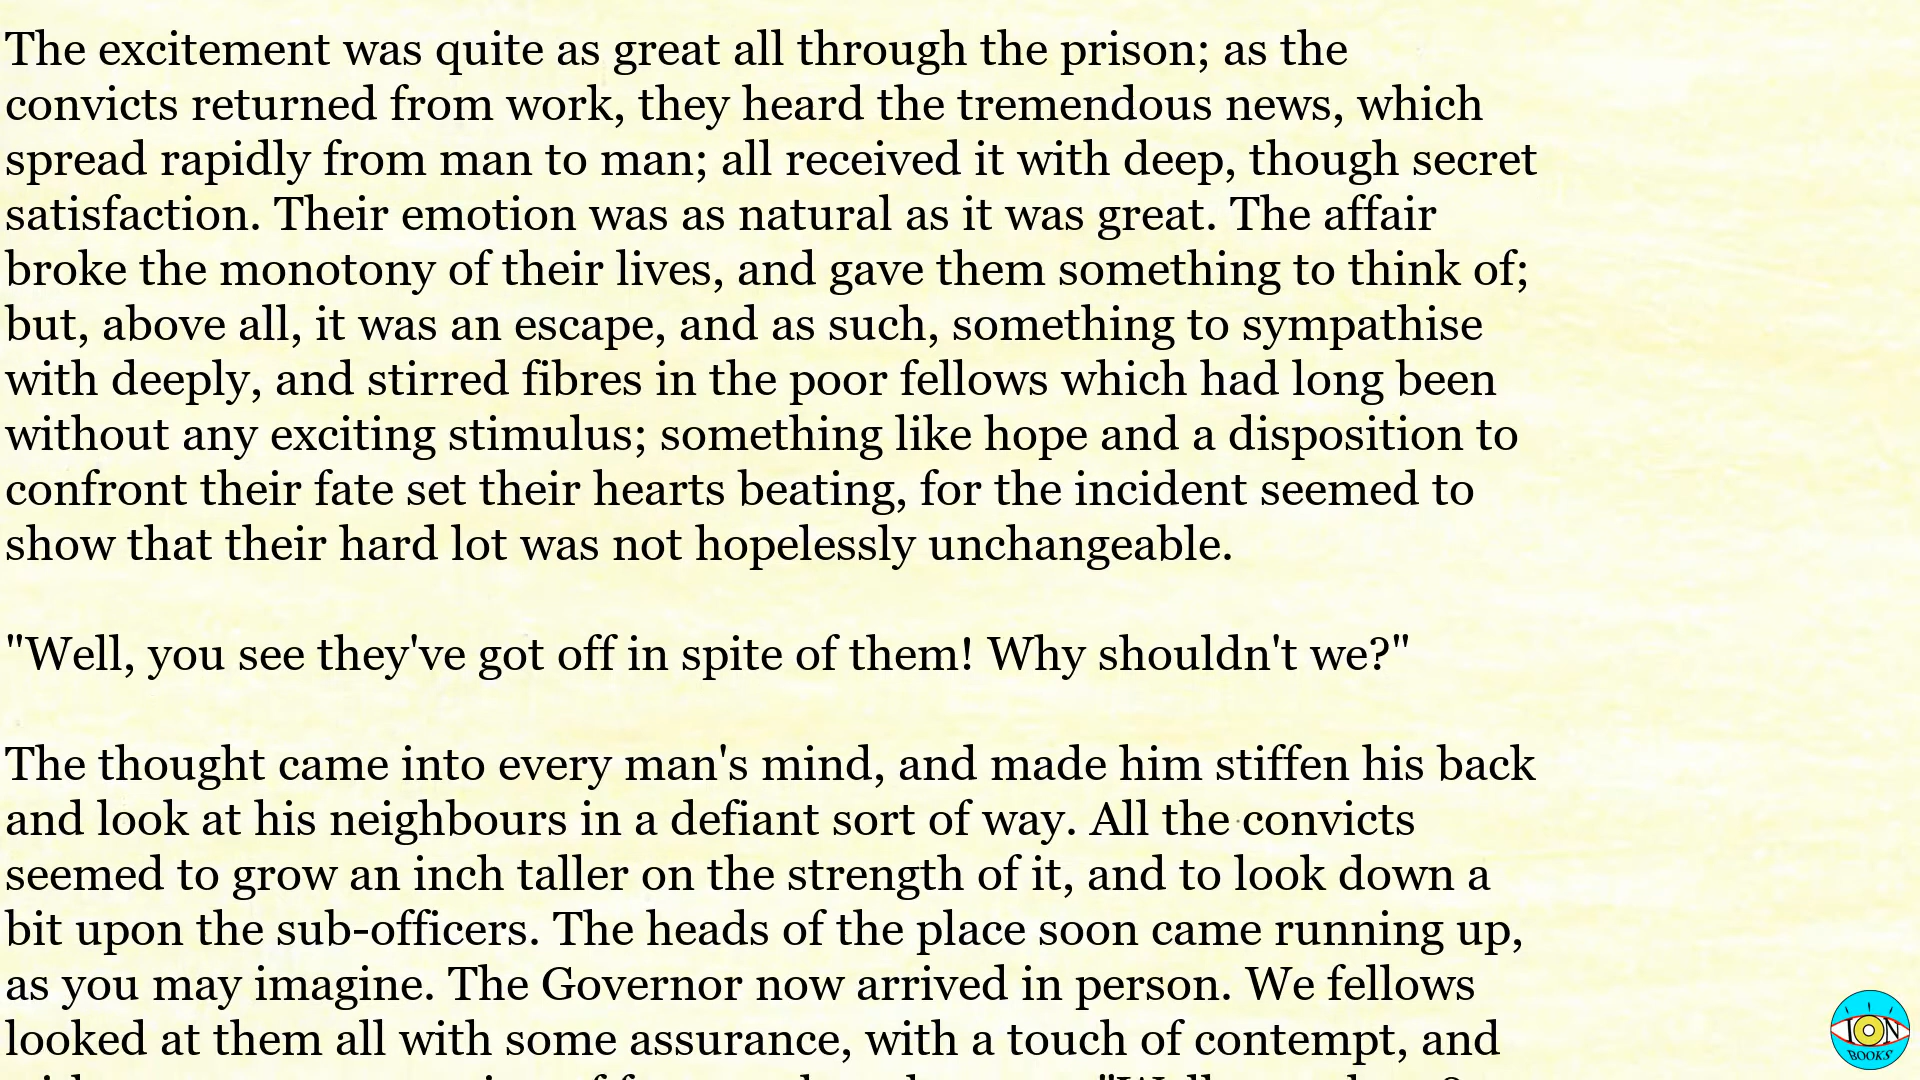 The excitement was quite as great all through the prison; as the
convicts returned from work, they heard the tremendous news, which
spread rapidly from man to man; all received it with deep, though secret
satisfaction. Their emotion was as natural as it was great. The affair
broke the monotony of their lives, and gave them something to think of;
but, above all, it was an escape, and as such, something to sympathise
with deeply, and stirred fibres in the poor fellows which had long been
without any exciting stimulus; something like hope and a disposition to
confront their fate set their hearts beating, for the incident seemed to
show that their hard lot was not hopelessly unchangeable.
"Well, you see they've got off in spite of them! Why shouldn't we?"
The thought came into every man's mind, and made him stiffen his back
and look at his neighbours in a defiant sort of way. All the convicts
seemed to grow an inch taller on the strength of it, and to look down a
bit upon the sub-officers. The heads of the place soon came running up,
as you may imagine. The Governor now arrived in person. We fellows
looked at them all with some assurance, with a touch of contempt, and
ION
BOOKS